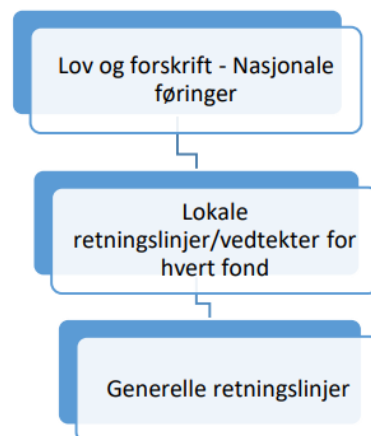 Lov og forskrift - Nasjonale
føringer
Lokale
retningslinjer/vedtekter for
hvert fond
Generelle retningslinjer